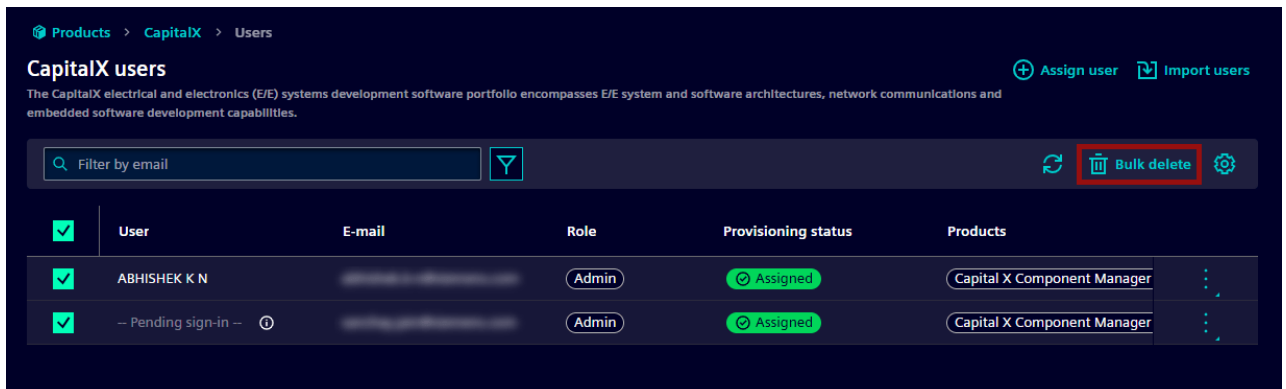 Products > CapitalX > Users
CapitalX users
Assign user
Import users
The CapitalX electrical and electronics (E/E) systems development software portfolio encompasses E/E system and software architectures, network communications and
embedded software development capabilities.
Filter by email
Bulk delete
User E-mail Role Provisioning status Products
ABHISHEK K N Admin Assigned Capital X Component Manager
-- Pending sign-in -- Admin Assigned Capital X Component Manager